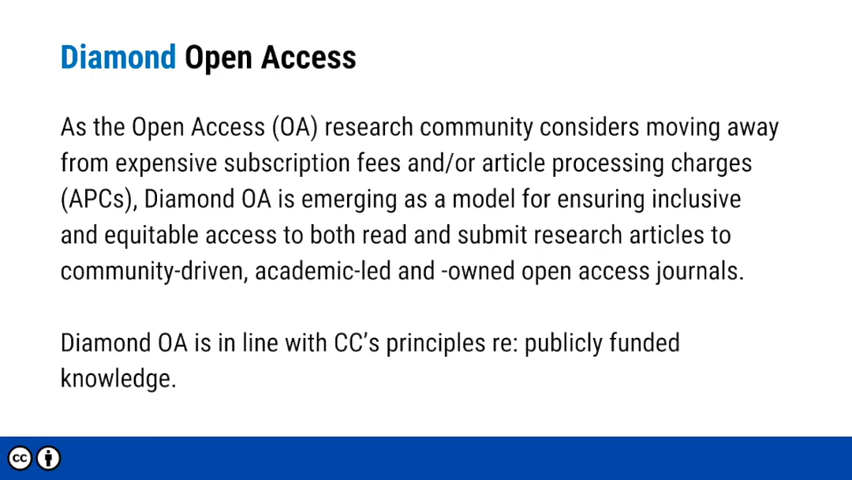 Diamond Open Access
As the Open Access (OA) research community considers moving away
from expensive subscription fees and/or article processing charges
(APCs), Diamond OA is emerging as a model for ensuring inclusive
and equitable access to both read and submit research articles to
community-driven, academic-led and -owned open access journals.
Diamond OA is in line with CC’s principles re: publicly funded
knowledge.
cc